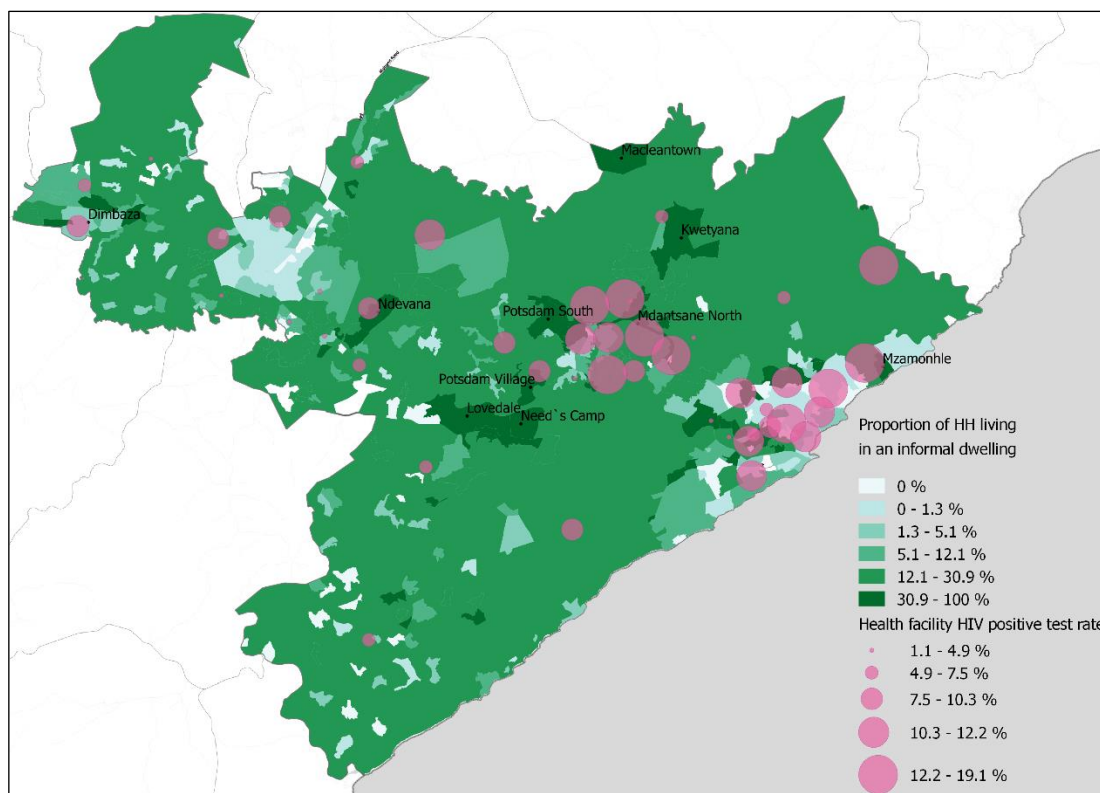 Macleantown
Dimbaza
Kwetyana
Ndevana
Potsdam South
Mdantsane North
Mzamonhle
Potsdam Village
Lovedale
Need`s Camp
Proportion of HH living
in an informal dwelling
0 %
0 - 1.3 %
1.3 - 5.1 %
5.1 - 12.1 %
12.1 - 30.9 %
30.9 - 100 %
Health facility HIV positive test rate
1.1 - 4.9 %
4.9 - 7.5 %
7.5 - 10.3 %
10.3 - 12.2 %
12.2 - 19.1 %